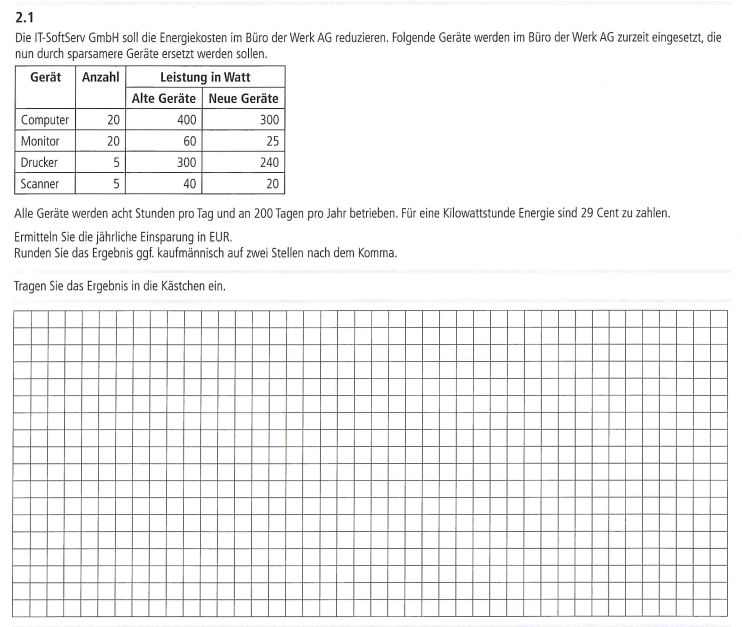 2.1
Die IT-SoftServ GmbH soll die Energiekosten im Büro der Werk AG reduzieren. Folgende Geräte werden im Büro der Werk AG zurzeit eingesetzt, die
nun durch sparsamere Geräte ersetzt werden sollen.
Gerät Anzahl Leistung in Watt
Alte Geräte Neue Geräte
Computer 20 400 300
Monitor 20 60 25
Drucker 5 300 240
Scanner 5 40 20
Alle Geräte werden acht Stunden pro Tag und an 200 Tagen pro Jahr betrieben. Für eine Kilowattstunde Energie sind 29 Cent zu zahlen.
Ermitteln Sie die jährliche Einsparung in EUR.
Runden Sie das Ergebnis ggf. kaufmännisch auf zwei Stellen nach dem Komma.
Tragen Sie das Ergebnis in die Kästchen ein.